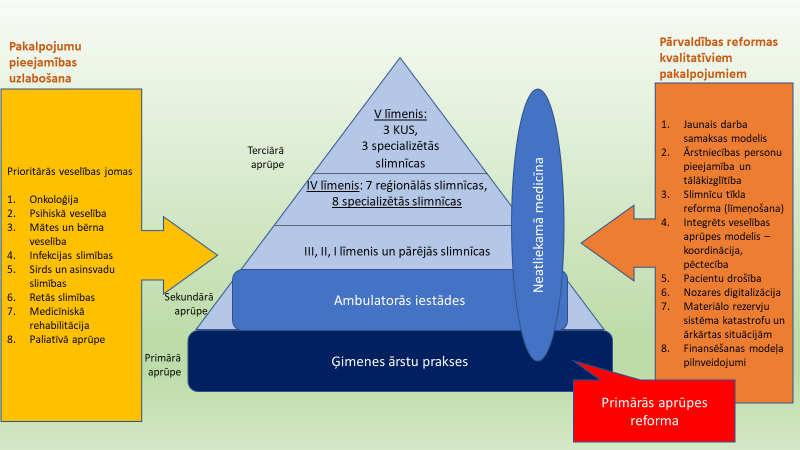 Pakalpojumu
pieejamības
uzlabošana
Prioritārās veselības jomas
1. Onkoloģija
2. Psihiskā veselība
3. Mātes un bērna
veselība
4. Infekcijas slimības
5. Sirds un asinsvadu
slimības
6. Retās slimības
7. Medicīniskā
rehabilitācija
8. Paliatīvā aprūpe
Terciārā
aprūpe
Sekundārā
aprūpe
Primārā
aprūpe
V līmenis:
3 KUS,
3 specializētās
slimnīcas
IV līmenis: 7 reģionālās slimnīcas,
8 specializētās slimnīcas
III, II, I līmenis un pārējās slimnīcas
Ambulatorās iestādes
Ģimenes ārstu prakses
Neatliekamā medicīna
Pārvaldības reformas
kvalitatīviem
pakalpojumiem
1. Jaunais darba
samaksas modelis
2. Ārstniecības personu
pieejamība un
tālākizglītība
3. Slimnīcu tīkla
reforma (līmeņošana)
4. Integrēts veselības
aprūpes modelis –
koordinācija,
pēctecība
5. Pacientu drošība
6. Nozares digitalizācija
7. Materiālo rezervju
sistēma katastrofu un
ārkārtas situācijām
8. Finansēšanas modeļa
pilnveidojumi
Primārās aprūpes
reforma